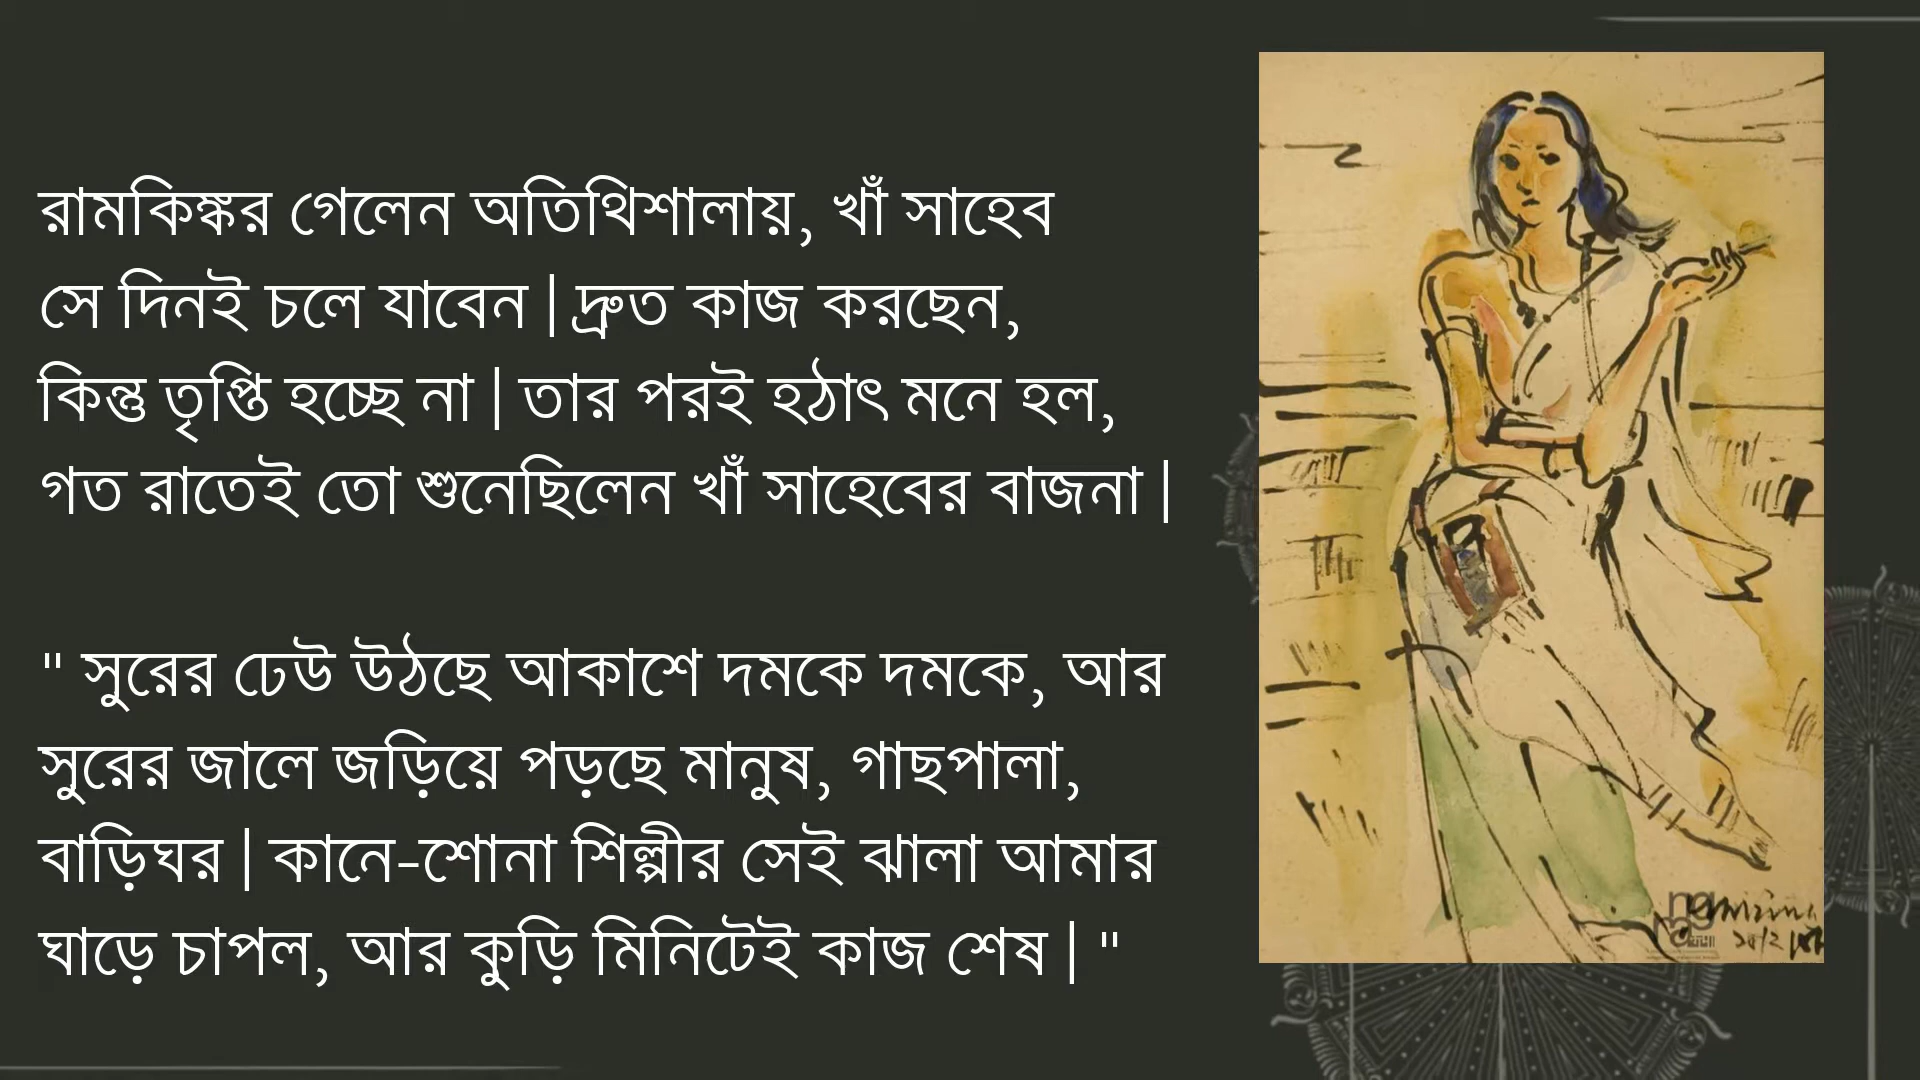 রামকিঙ্কর গেলেন অতিথিশালায়, খাঁ সাহেব
সে দিনই চলে যাবেন | দ্রুত কাজ করছেন,
কিন্তু তৃপ্তি হচ্ছে না | তার পরই হঠাৎ মনে হল,
গত রাতেই তো শুনেছিলেন খাঁ সাহেবের বাজনা |
" সুরের ঢেউ উঠছে আকাশে দমকে দমকে, আর
সুরের জালে জড়িয়ে পড়ছে মানুষ, গাছপালা,
বাড়িঘর | কানে-শোনা শিল্পীর সেই ঝালা আমার
ঘাড়ে চাপল, আর কুড়ি মিনিটেই কাজ শেষ | "